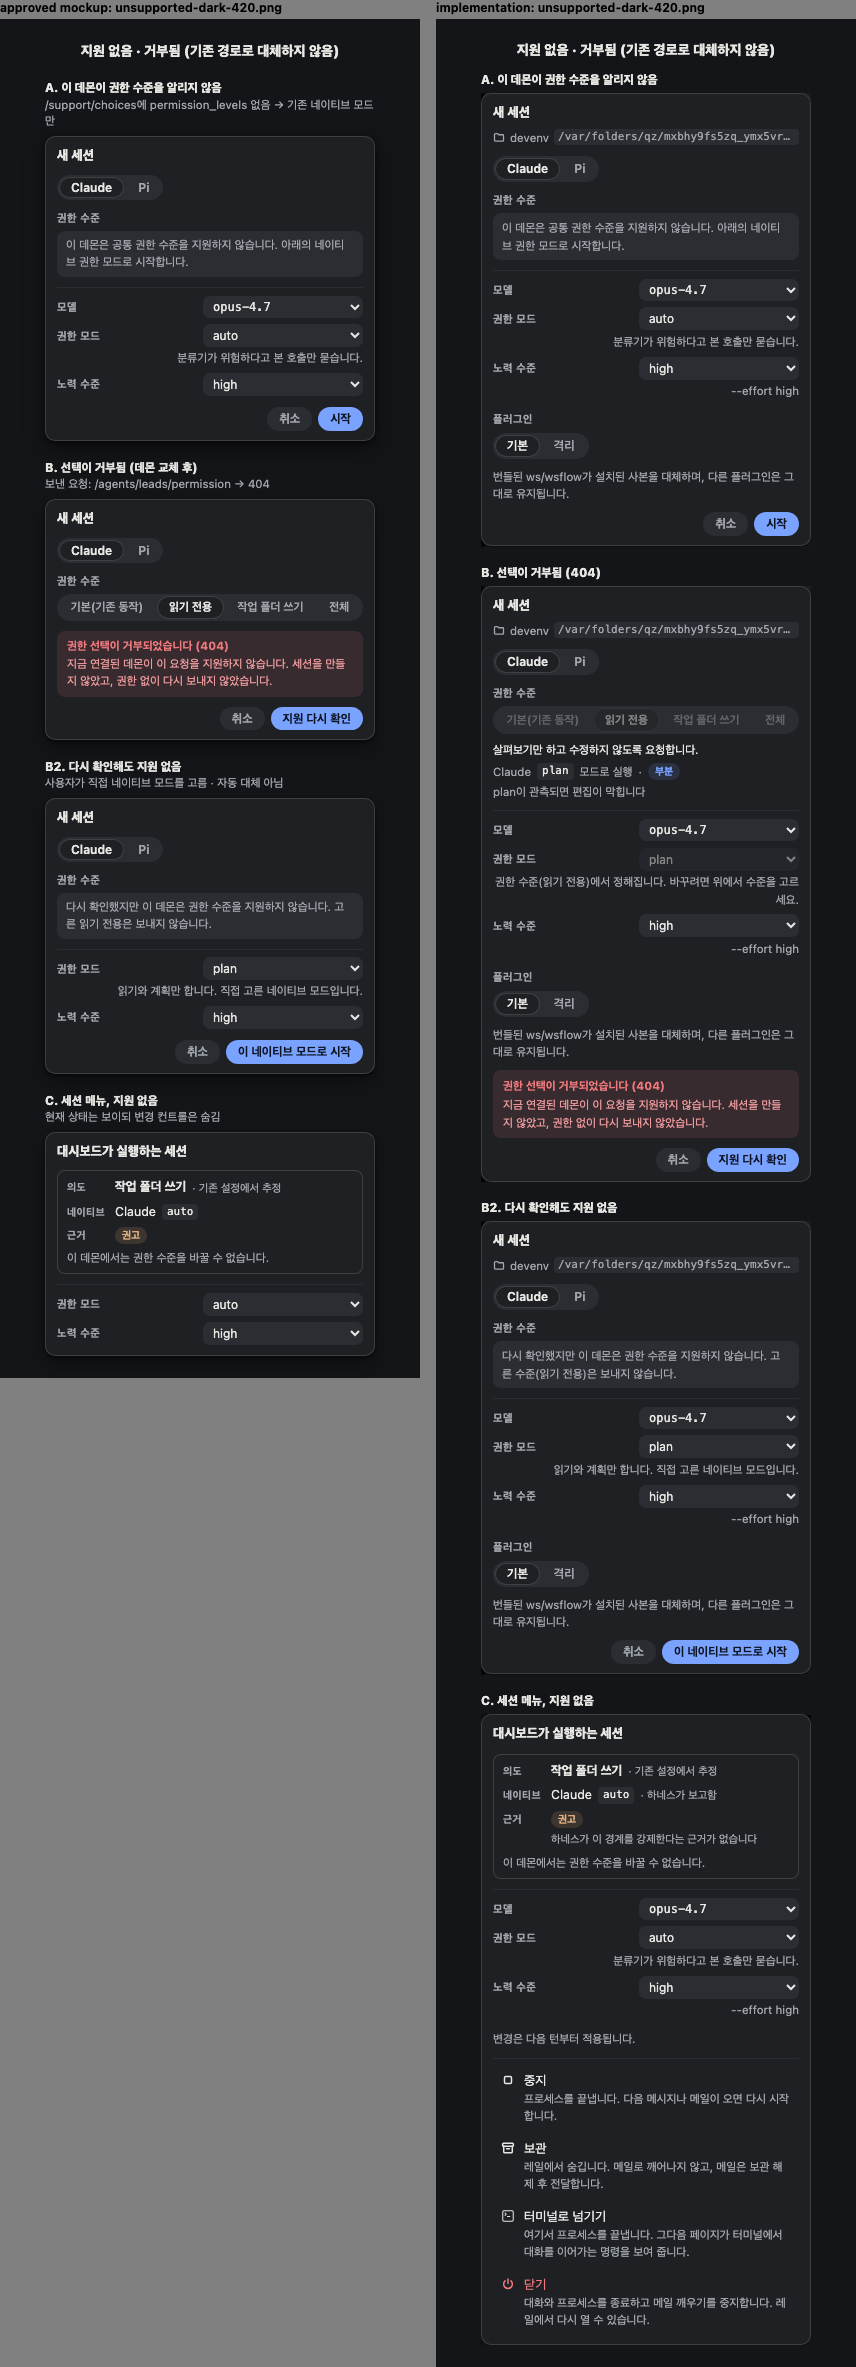 approved mockup: unsupported-dark-420.png
지원 없음 · 거부됨 (기존 경로로 대체하지 않음)
A. 이 데몬이 권한 수준을 알리지 않음
/support/choices에 permission_levels 없음 → 기존 네이티브 모드
만
새 세션
Claude Pi
권한 수준
이 데몬은 공통 권한 수준을 지원하지 않습니다. 아래의 네이티
브 권한 모드로 시작합니다.
모델 opus-4.7
권한 모드 auto
분류기가 위험하다고 본 호출만 묻습니다.
노력 수준 high
취소 시작
B. 선택이 거부됨 (데몬 교체 후)
보낸 요청: /agents/leads/permission → 404
새 세션
Claude Pi
권한 수준
기본(기존 동작) 읽기 전용 작업 폴더 쓰기 전체
권한 선택이 거부되었습니다 (404)
지금 연결된 데몬이 이 요청을 지원하지 않습니다. 세션을 만들
지 않았고, 권한 없이 다시 보내지 않았습니다.
취소 지원 다시 확인
B2. 다시 확인해도 지원 없음
사용자가 직접 네이티브 모드를 고름 · 자동 대체 아님
새 세션
Claude Pi
권한 수준
다시 확인했지만 이 데몬은 권한 수준을 지원하지 않습니다. 고
른 읽기 전용은 보내지 않습니다.
권한 모드 plan
읽기와 계획만 합니다. 직접 고른 네이티브 모드입니다.
노력 수준 high
취소 이 네이티브 모드로 시작
C. 세션 메뉴, 지원 없음
현재 상태는 보이되 변경 컨트롤은 숨김
대시보드가 실행하는 세션
의도 작업 폴더 쓰기 · 기존 설정에서 추정
네이티브 Claude auto
근거 권고
이 데몬에서는 권한 수준을 바꿀 수 없습니다.
권한 모드 auto
노력 수준 high
implementation: unsupported-dark-420.png
지원 없음 · 거부됨 (기존 경로로 대체하지 않음)
A. 이 데몬이 권한 수준을 알리지 않음
새 세션
devenv /var/folders/qz/mxbhy9fs5zq_ymx5vr…
Claude Pi
권한 수준
이 데몬은 공통 권한 수준을 지원하지 않습니다. 아래의 네이티
브 권한 모드로 시작합니다.
모델 opus-4.7
권한 모드 auto
분류기가 위험하다고 본 호출만 묻습니다.
노력 수준 high
--effort high
플러그인
기본 격리
번들된 ws/wsflow가 설치된 사본을 대체하며, 다른 플러그인은 그
대로 유지됩니다.
취소 시작
B. 선택이 거부됨 (404)
새 세션
devenv /var/folders/qz/mxbhy9fs5zq_ymx5vr…
Claude Pi
권한 수준
기본(기존 동작) 읽기 전용 작업 폴더 쓰기 전체
살펴보기만 하고 수정하지 않도록 요청합니다.
Claude plan 모드로 실행 · 부분
plan이 관측되면 편집이 막힙니다
모델 opus-4.7
권한 모드 plan
권한 수준(읽기 전용)에서 정해집니다. 바꾸려면 위에서 수준을 고르
세요.
노력 수준 high
--effort high
플러그인
기본 격리
번들된 ws/wsflow가 설치된 사본을 대체하며, 다른 플러그인은 그
대로 유지됩니다.
권한 선택이 거부되었습니다 (404)
지금 연결된 데몬이 이 요청을 지원하지 않습니다. 세션을 만들
지 않았고, 권한 없이 다시 보내지 않았습니다.
취소 지원 다시 확인
B2. 다시 확인해도 지원 없음
새 세션
devenv /var/folders/qz/mxbhy9fs5zq_ymx5vr…
Claude Pi
권한 수준
다시 확인했지만 이 데몬은 권한 수준을 지원하지 않습니다. 고
른 수준(읽기 전용)은 보내지 않습니다.
모델 opus-4.7
권한 모드 plan
읽기와 계획만 합니다. 직접 고른 네이티브 모드입니다.
노력 수준 high
--effort high
플러그인
기본 격리
번들된 ws/wsflow가 설치된 사본을 대체하며, 다른 플러그인은 그
대로 유지됩니다.
취소 이 네이티브 모드로 시작
C. 세션 메뉴, 지원 없음
대시보드가 실행하는 세션
의도 작업 폴더 쓰기 · 기존 설정에서 추정
네이티브 Claude auto · 하네스가 보고함
근거 권고
하네스가 이 경계를 강제한다는 근거가 없습니다
이 데몬에서는 권한 수준을 바꿀 수 없습니다.
모델 opus-4.7
권한 모드 auto
분류기가 위험하다고 본 호출만 묻습니다.
노력 수준 high
--effort high
변경은 다음 턴부터 적용됩니다.
중지
프로세스를 끝냅니다. 다음 메시지나 메일이 오면 다시 시작
합니다.
보관
레일에서 숨깁니다. 메일로 깨어나지 않고, 메일은 보관 해
제 후 전달합니다.
터미널로 넘기기
여기서 프로세스를 끝냅니다. 그다음 페이지가 터미널에서
대화를 이어가는 명령을 보여 줍니다.
닫기
대화와 프로세스를 종료하고 메일 깨우기를 중지합니다. 레
일에서 다시 열 수 있습니다.